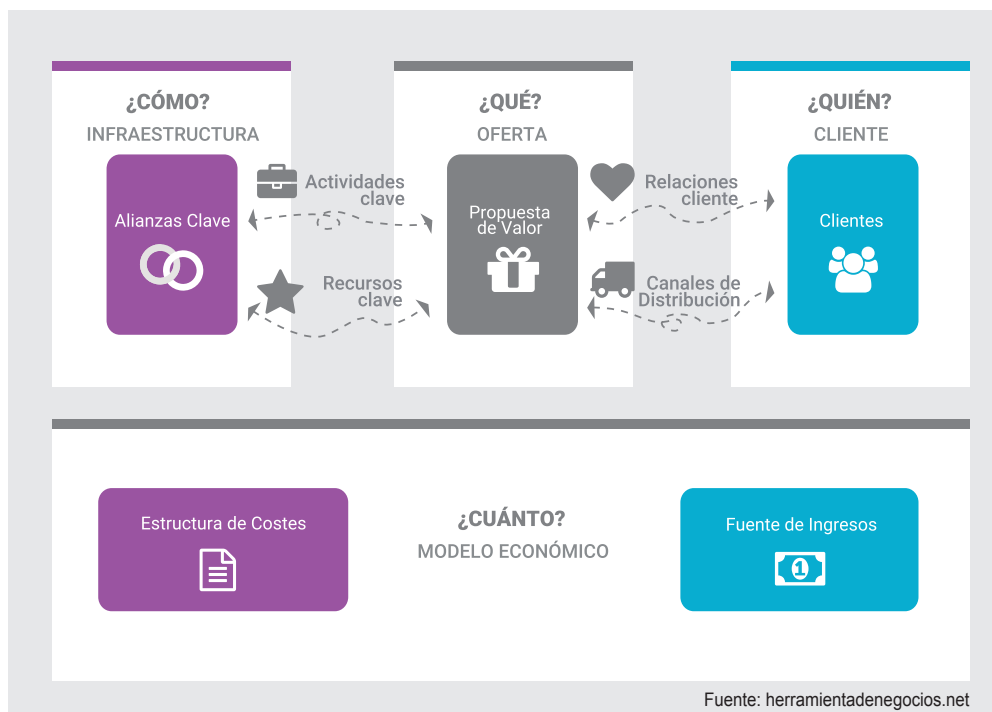 ¿CÓMO?
INFRAESTRUCTURA
Alianzas Clave
Actividades
clave
Recursos
clave
¿QUÉ?
OFERTA
Propuesta
de Valor
Relaciones
cliente
Canales de
Distribución
¿QUIÉN?
CLIENTE
Clientes
Estructura de Costes
¿CUÁNTO?
MODELO ECONÓMICO
Fuente de Ingresos
1
Fuente: herramientadenegocios.net